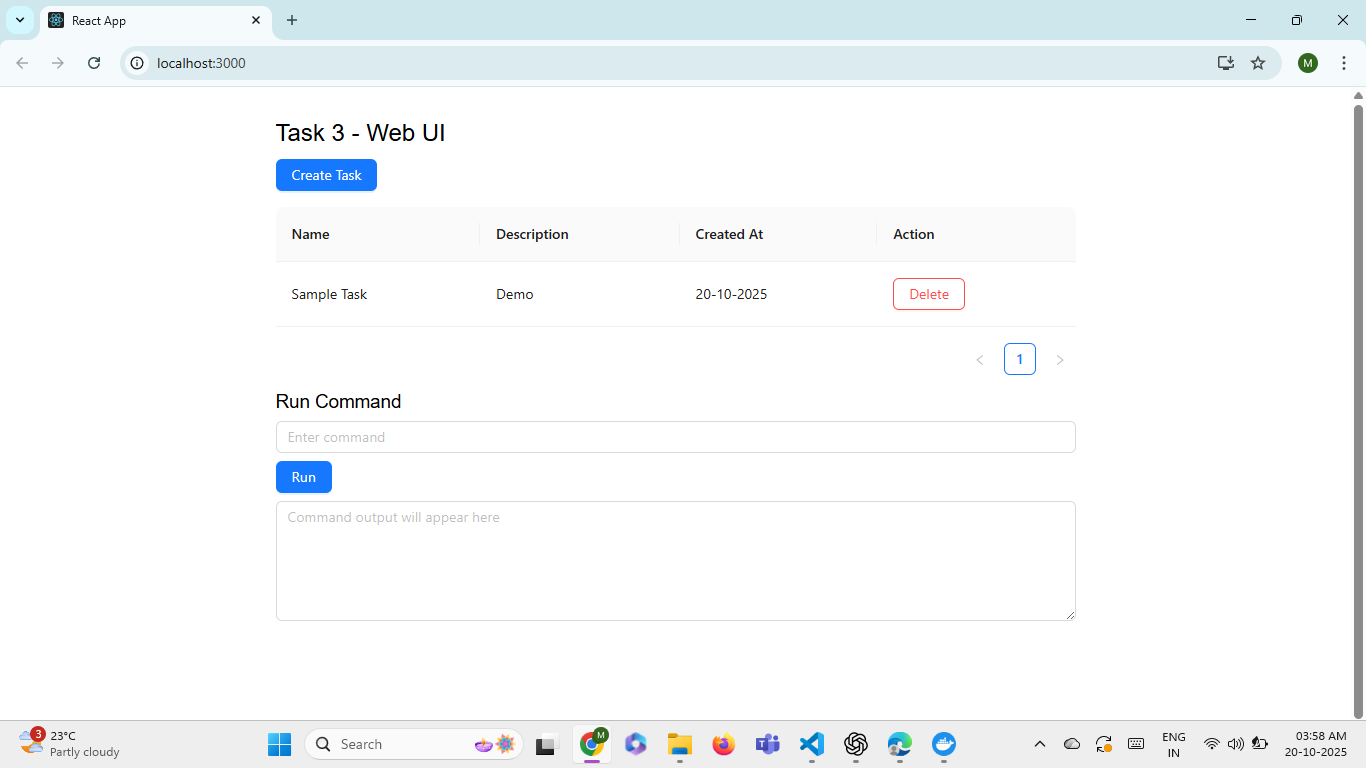 React App
localhost:3000
M
Task 3 - Web UI
Create Task
Name Description Created At Action
Sample Task Demo 20-10-2025 Delete
1
Run Command
Enter command
Run
Command output will appear here
3
23°C
Partly cloudy
Search
M
ENG
IN
03:58 AM
20-10-2025